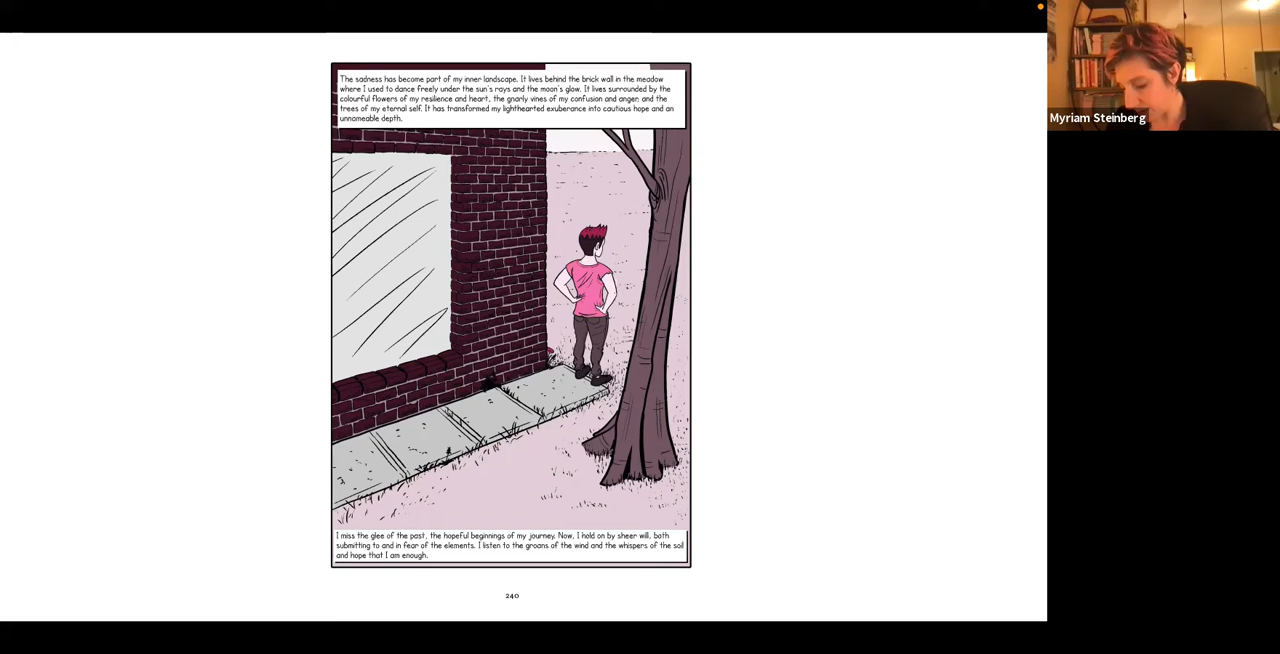 The sadness has become part of my inner landscape. It lives behind the brick wall in the meadow
where I used to dance freely under the sun's rays and the moon's glow. It lives surrounded by the
colourful flowers of my resilience and heart, the gnarly vines of my confusion and anger, and the
trees of my eternal self. It has transformed my lighthearted exuberance into cautious hope and an
unnameable depth.
Myriam Steinberg
I miss the glee of the past, the hopeful beginnings of my journey. Now, I hold on by sheer will, both
submitting to and in fear of the elements. I listen to the groans of the wind and the whispers of the soil
and hope that I am enough.
240